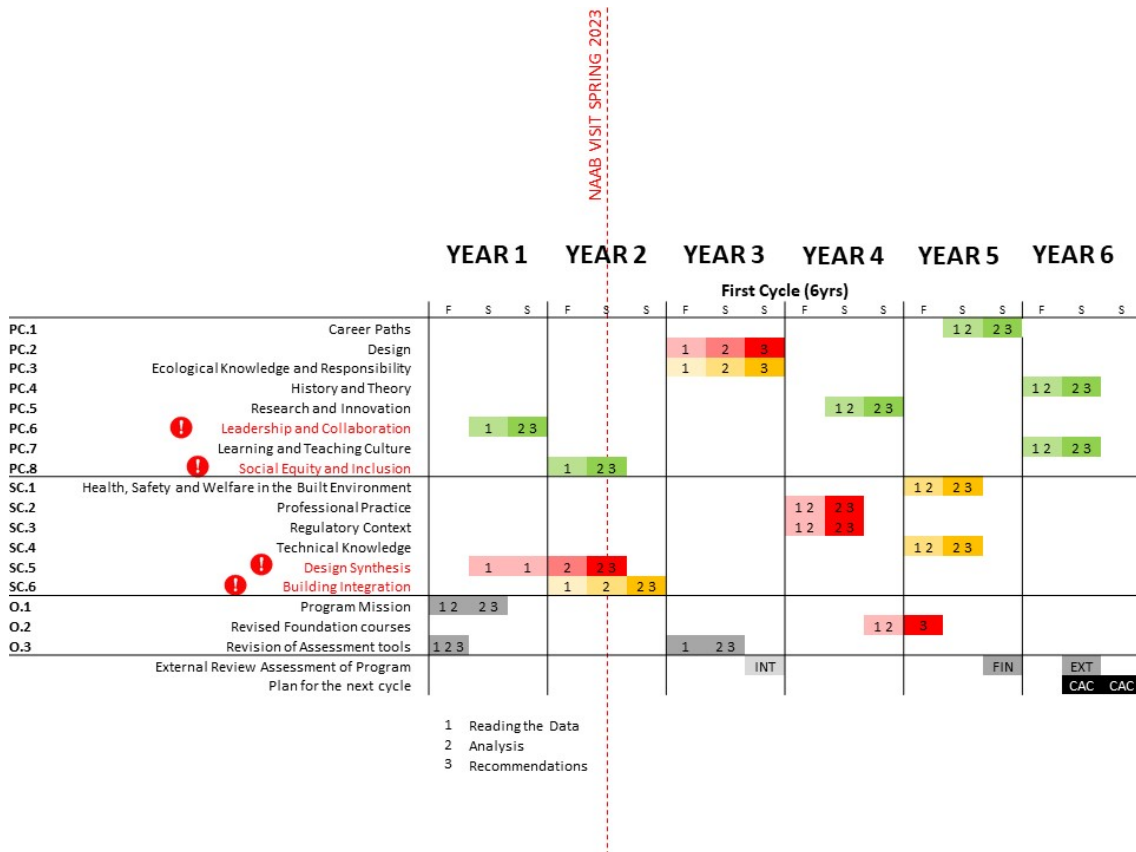 NAAB VISIT SPRING 2023
YEAR 1 YEAR 2 YEAR 3 YEAR 4 YEAR 5 YEAR 6
First Cycle (6yrs)
F S S F S S F S S F S S F S S F S S
PC.1 Career Paths 1 2 2 3
PC.2 Design 1 2 3
PC.3 Ecological Knowledge and Responsibility 1 2 3
PC.4 History and Theory 1 2 2 3
PC.5 Research and Innovation 1 2 2 3
PC.6 ! Leadership and Collaboration 1 2 3
PC.7 Learning and Teaching Culture 1 2 2 3
PC.8 ! Social Equity and Inclusion 1 2 3
SC.1 Health, Safety and Welfare in the Built Environment 1 2 2 3
SC.2 Professional Practice 1 2 2 3
SC.3 Regulatory Context 1 2 2 3
SC.4 Technical Knowledge 1 2 2 3
SC.5 ! Design Synthesis 1 1 2 2 3
SC.6 ! Building Integration 1 2 2 3
O.1 Program Mission 1 2 2 3
O.2 Revised Foundation courses 1 2 3
O.3 Revision of Assessment tools 1 2 3 1 2 3
External Review Assessment of Program INT FIN EXT
Plan for the next cycle CAC CAC
1 Reading the Data
2 Analysis
3 Recommendations